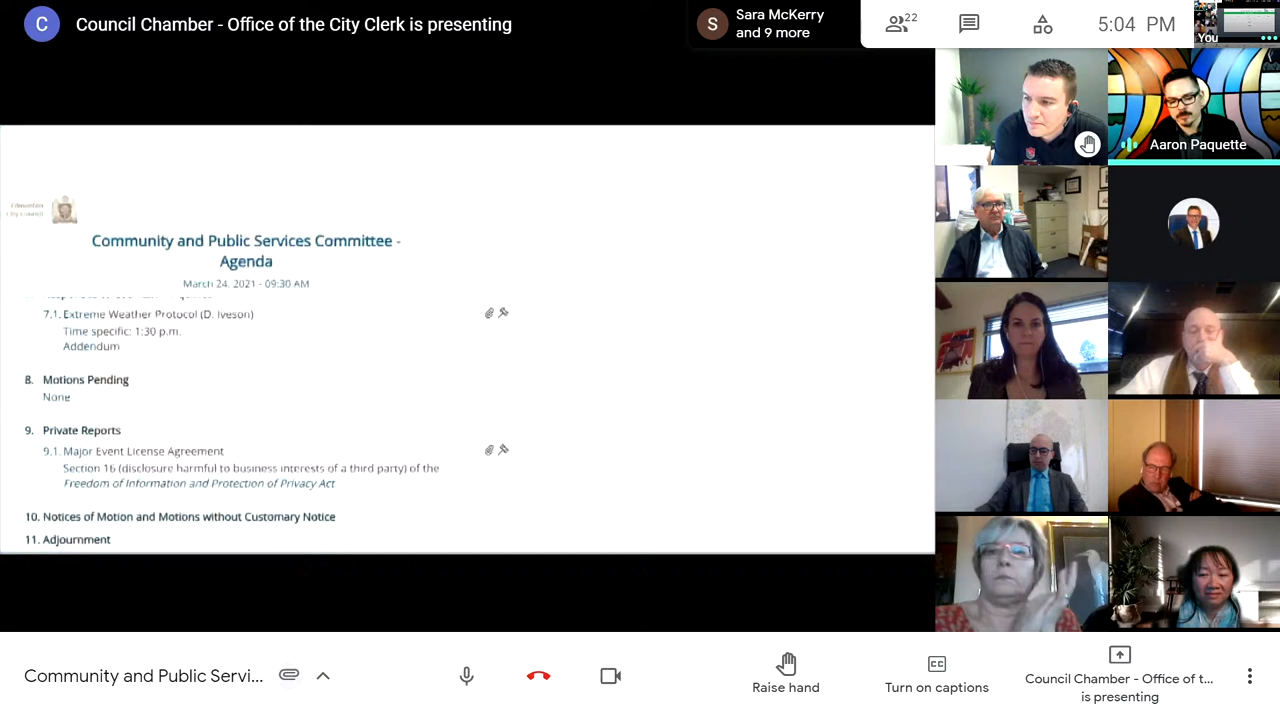 C
Council Chamber - Office of the City Clerk is presenting
S
Sara McKerry
and 9 more
22
5:04 PM
You
Aaron Paquette
City Council
Community and Public Services Committee -
Agenda
March 24, 2021 - 09:30 AM
7.1. Extreme Weather Protocol (D. Iveson)
Time specific: 1:30 p.m.
Addendum
8. Motions Pending
None
9. Private Reports
9.1. Major Event License Agreement
Section 16 (disclosure harmful to business interests of a third party) of the
Freedom of Information and Protection of Privacy Act
10. Notices of Motion and Motions without Customary Notice
11. Adjournment
Community and Public Servi...
Raise hand
Turn on captions
Council Chamber - Office of t...
is presenting